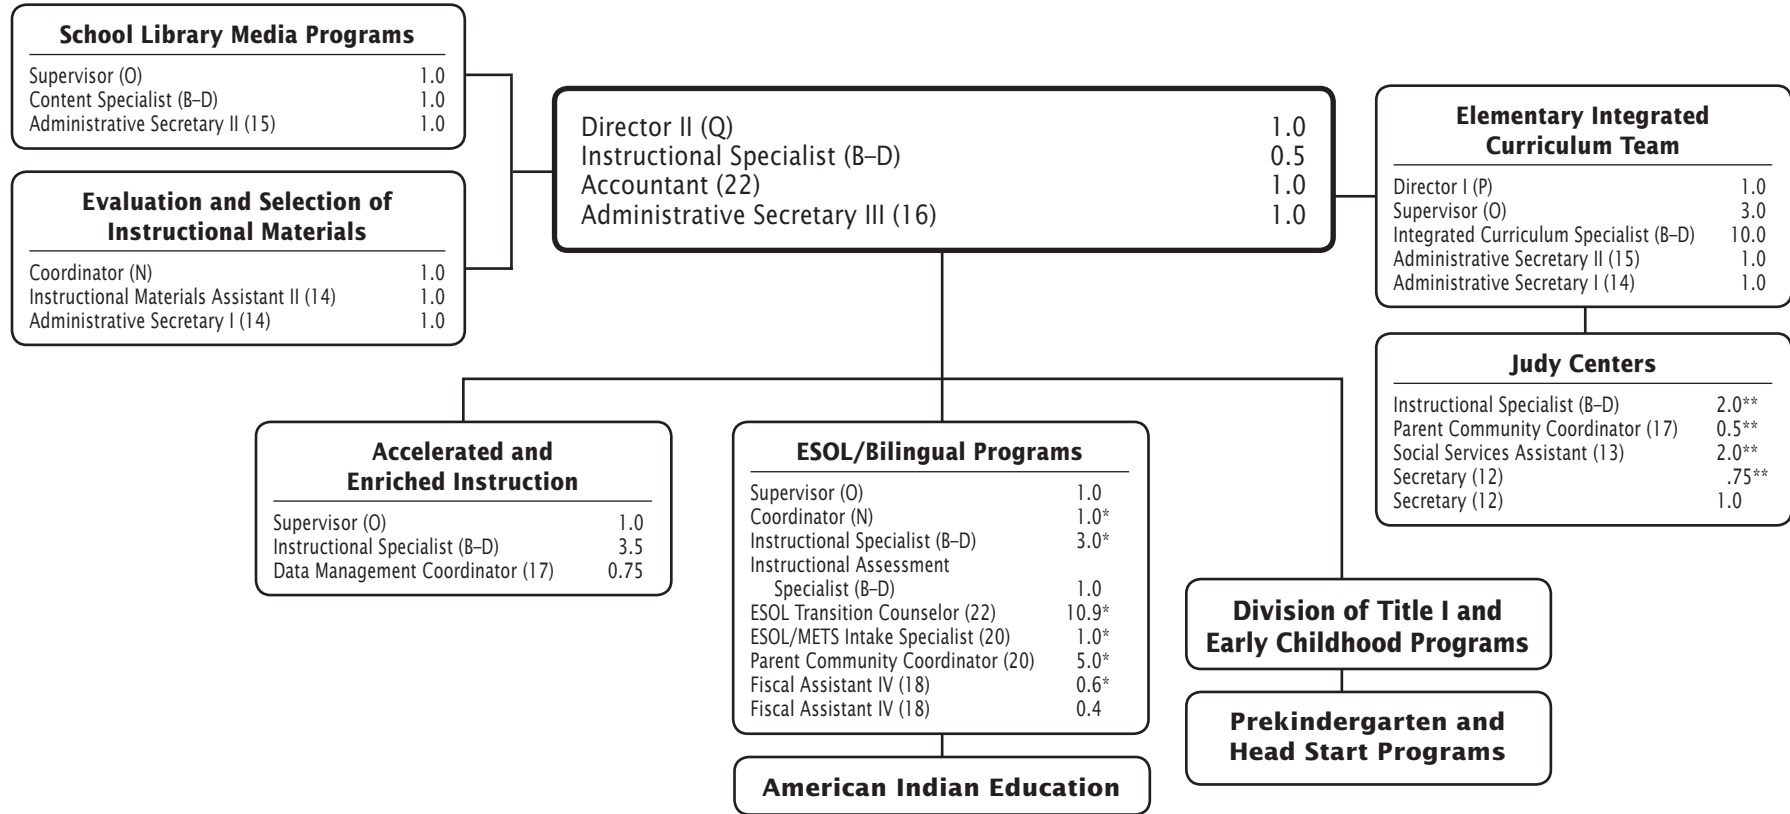 School Library Media Programs
Supervisor (O) 1.0
Content Specialist (B–D) 1.0
Administrative Secretary II (15) 1.0
Evaluation and Selection of
Instructional Materials
Coordinator (N) 1.0
Instructional Materials Assistant II (14) 1.0
Administrative Secretary I (14) 1.0
Director II (Q) 1.0
Instructional Specialist (B–D) 0.5
Accountant (22) 1.0
Administrative Secretary III (16) 1.0
Elementary Integrated
Curriculum Team
Director I (P) 1.0
Supervisor (O) 3.0
Integrated Curriculum Specialist (B–D) 10.0
Administrative Secretary II (15) 1.0
Administrative Secretary I (14) 1.0
Judy Centers
Instructional Specialist (B–D) 2.0**
Parent Community Coordinator (17) 0.5**
Social Services Assistant (13) 2.0**
Secretary (12) .75**
Secretary (12) 1.0
Accelerated and
Enriched Instruction
Supervisor (O) 1.0
Instructional Specialist (B–D) 3.5
Data Management Coordinator (17) 0.75
ESOL/Bilingual Programs
Supervisor (O) 1.0
Coordinator (N) 1.0*
Instructional Specialist (B–D) 3.0*
Instructional Assessment
Specialist (B–D) 1.0
ESOL Transition Counselor (22) 10.9*
ESOL/METS Intake Specialist (20) 1.0*
Parent Community Coordinator (20) 5.0*
Fiscal Assistant IV (18) 0.6*
Fiscal Assistant IV (18) 0.4
American Indian Education
Division of Title I and
Early Childhood Programs
Prekindergarten and
Head Start Programs